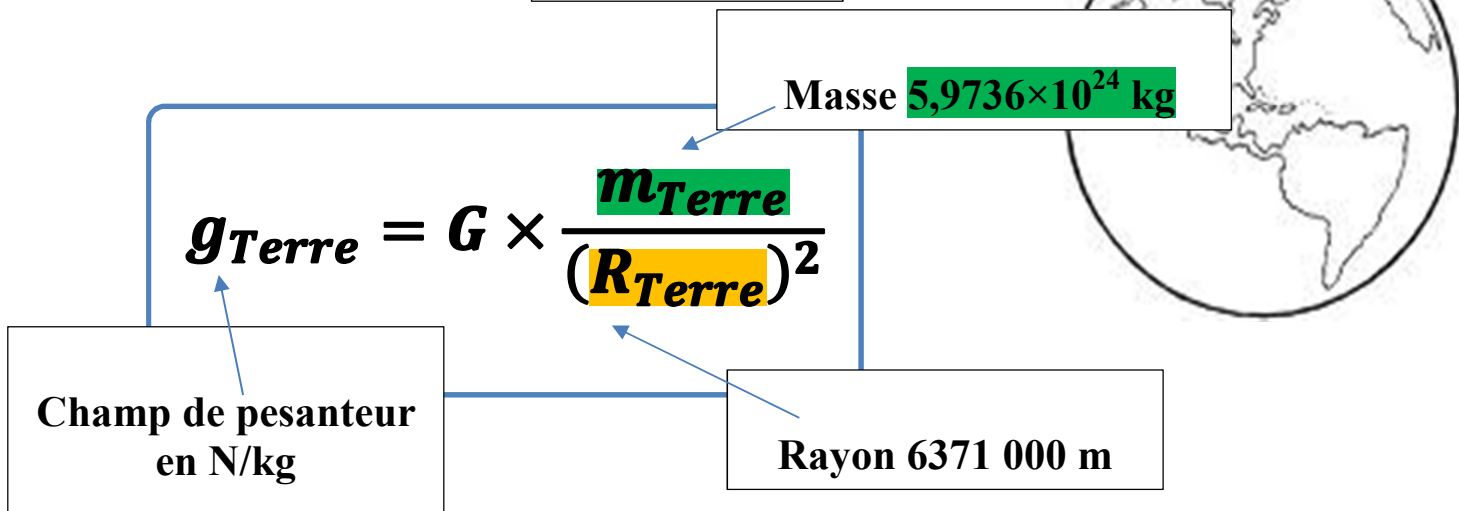 Masse 5,9736×10²⁴ kg
g_Terre = G × m_Terre / (R_Terre)²
Champ de pesanteur
en N/kg
Rayon 6371 000 m